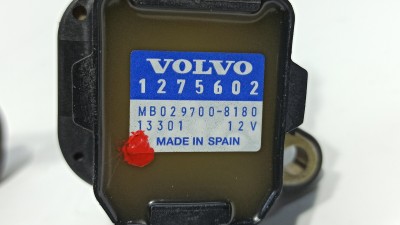 VOLVO
1275602
MB029700-8180
13301 12V
MADE IN SPAIN